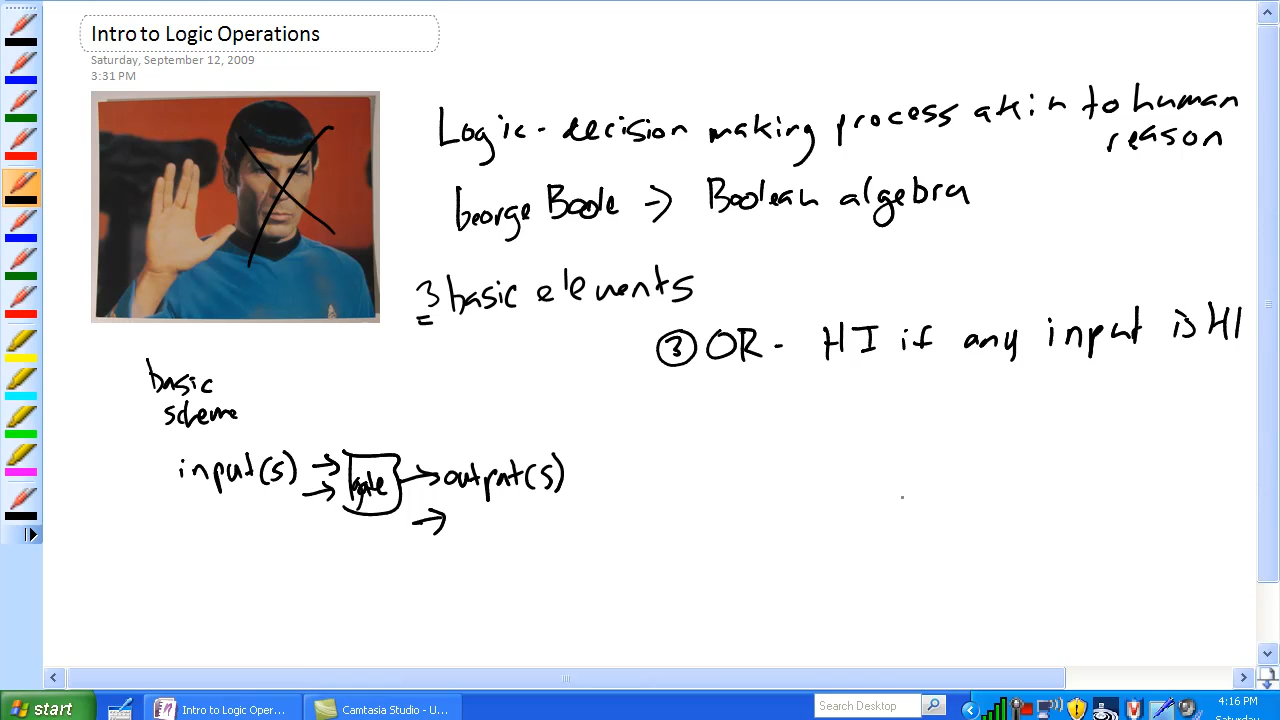 Intro to Logic Operations
Saturday, September 12, 2009
3:31 PM
Logic - decision making process akin to human
reason
George Boole → Boolean algebra
3 basic elements
③ OR - HI if any input is HI
basic
scheme
input(s) → gate → output(s)
→ →
start
Intro to Logic Oper...
Camtasia Studio - U...
Search Desktop
4:16 PM
Saturday